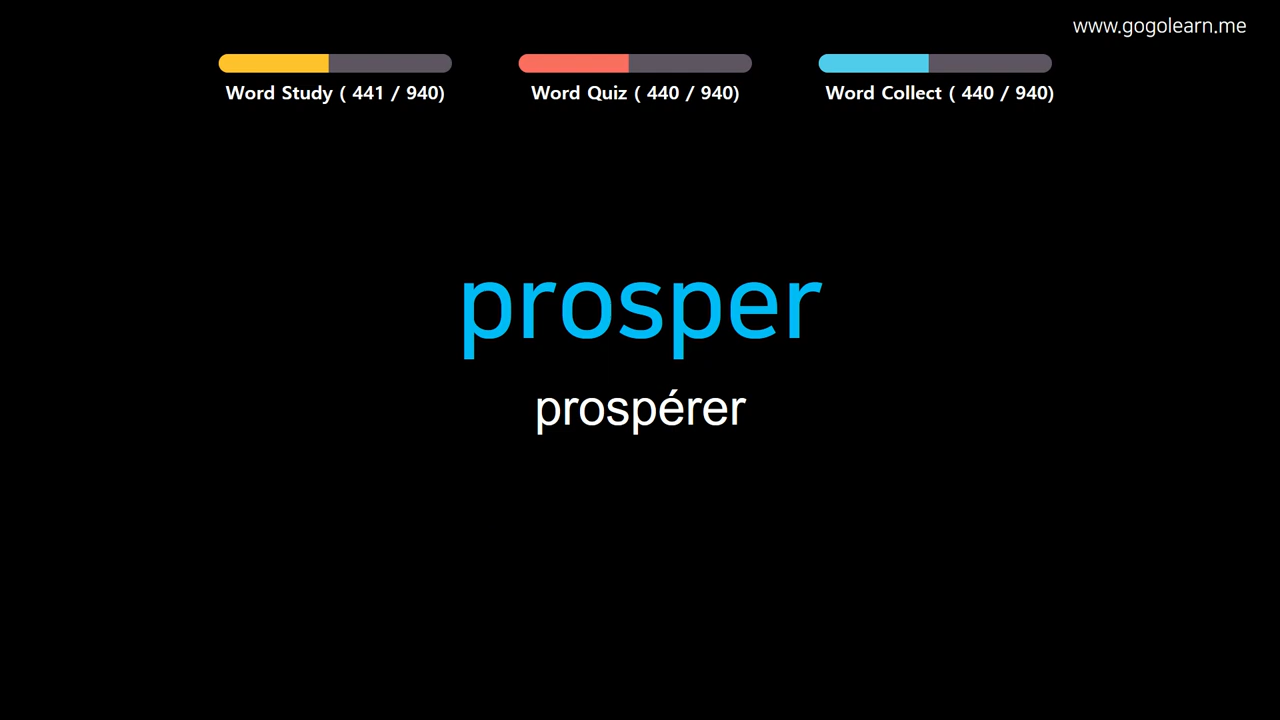 www.gogolearn.me
Word Study ( 441 / 940)
Word Quiz ( 440 / 940)
Word Collect ( 440 / 940)
prosper
prospérer